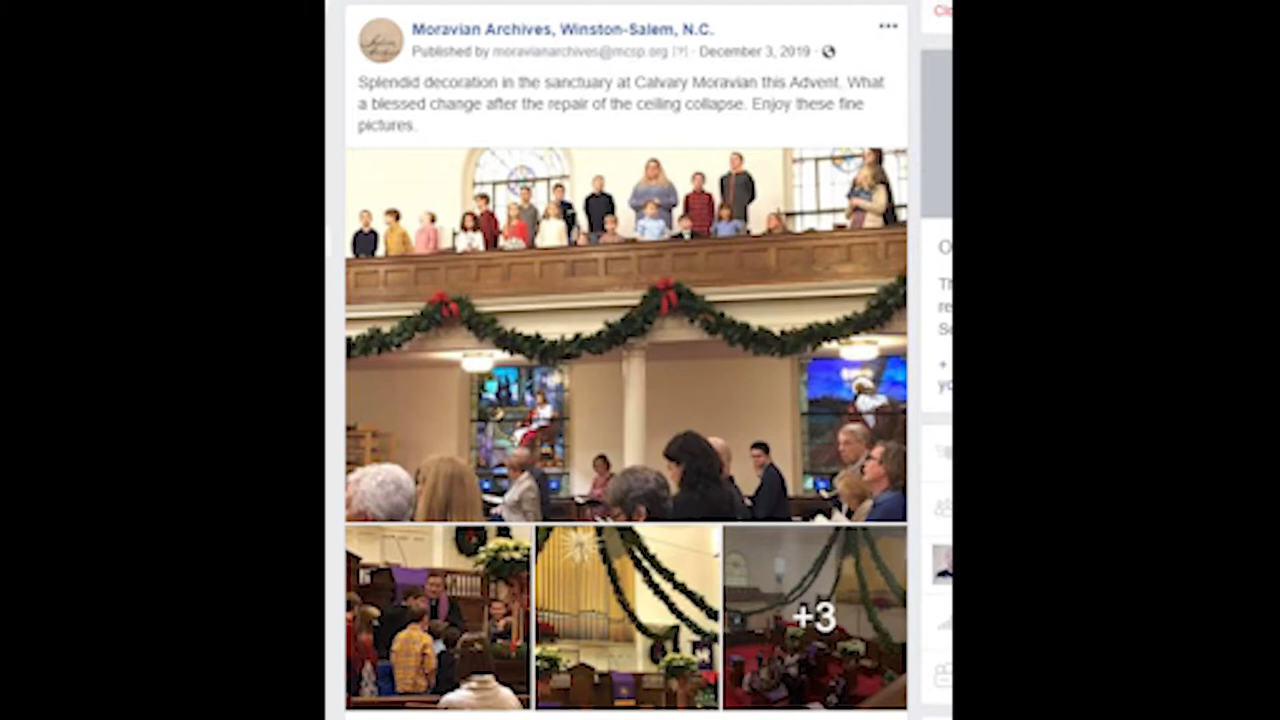 Moravian Archives, Winston-Salem, N.C.
Published by moravianarchives@mcsp.org [?] · December 3, 2019 ·
Splendid decoration in the sanctuary at Calvary Moravian this Advent. What
a blessed change after the repair of the ceiling collapse. Enjoy these fine
pictures.
+3